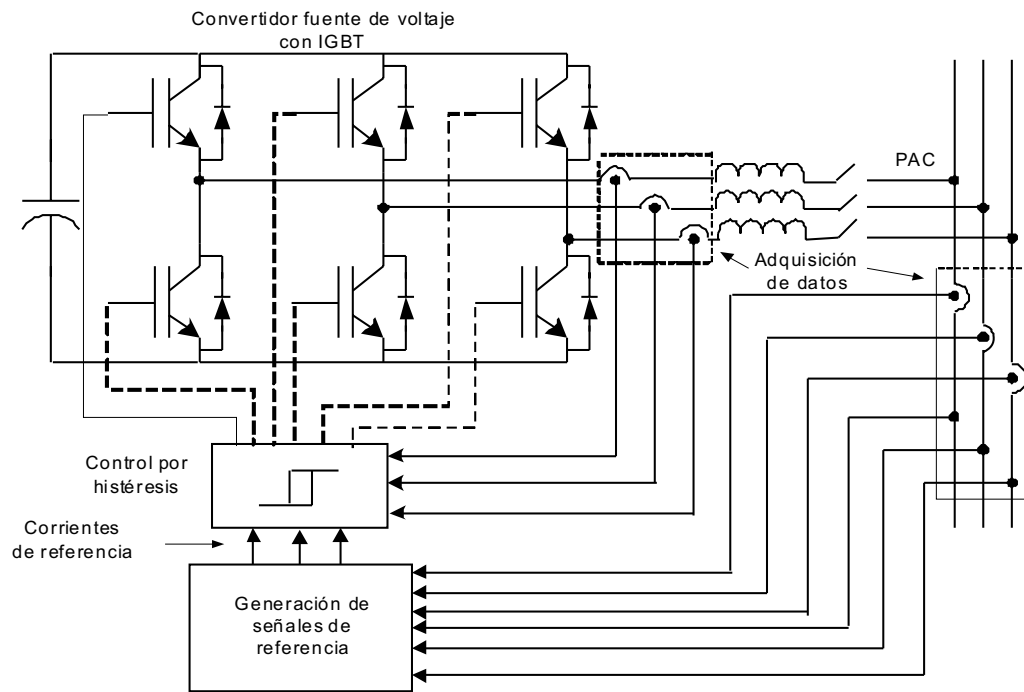 Convertidor fuente de voltaje
con IGBT
PAC
Adquisición
de datos
Control por
histéresis
Corrientes
de referencia
Generación de
señales de
referencia